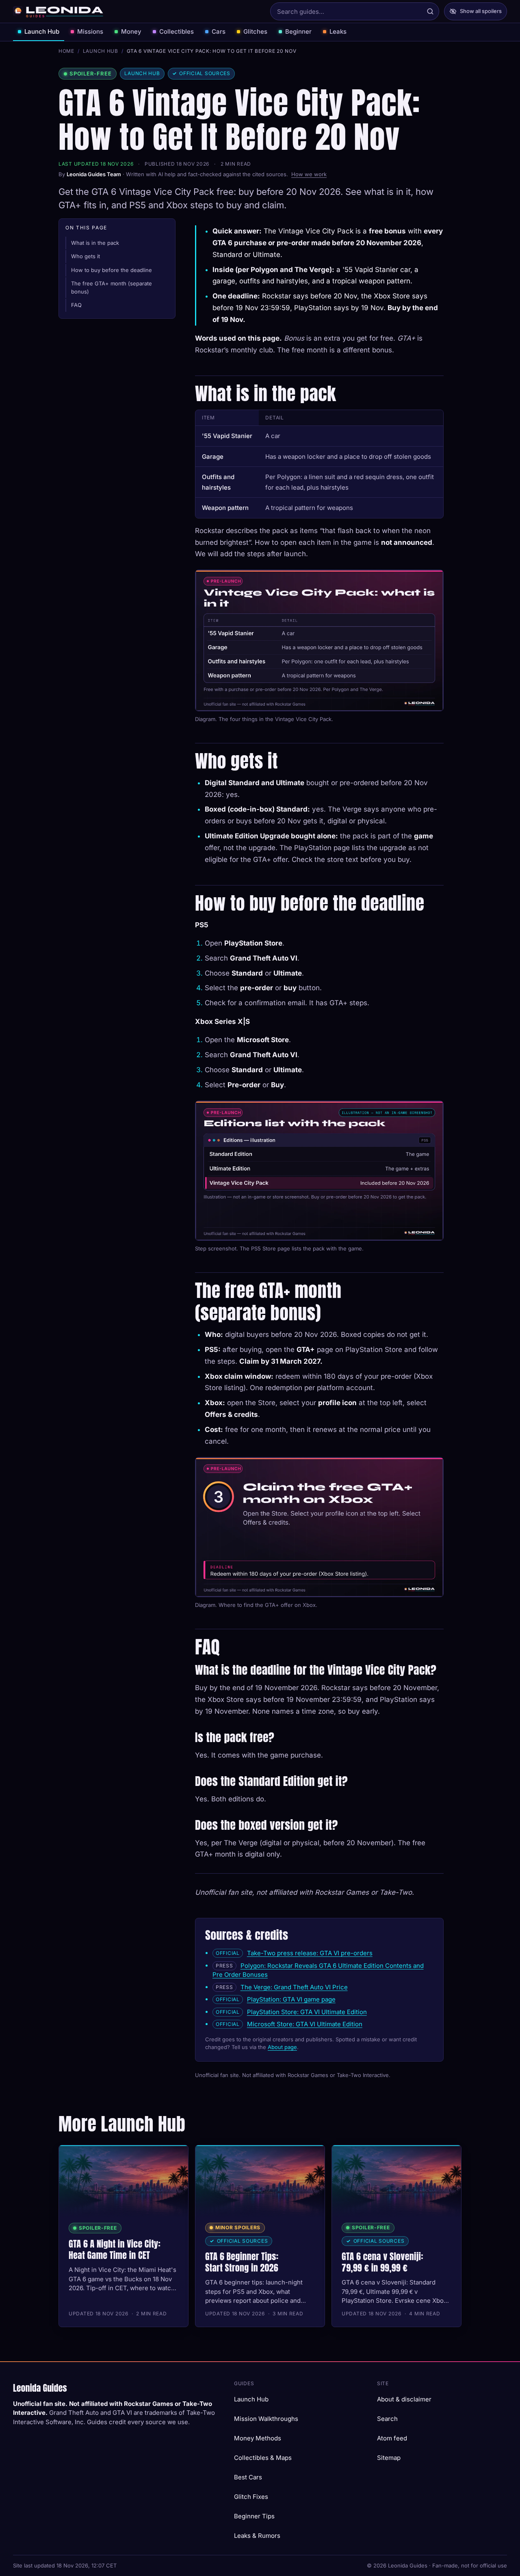 LEONIDA
GUIDES
Search guides...
Show all spoilers
Launch Hub
Missions
Money
Collectibles
Cars
Glitches
Beginner
Leaks
HOME / LAUNCH HUB / GTA 6 VINTAGE VICE CITY PACK: HOW TO GET IT BEFORE 20 NOV
SPOILER-FREE
LAUNCH HUB
✓ OFFICIAL SOURCES
GTA 6 Vintage Vice City Pack:
How to Get It Before 20 Nov
LAST UPDATED 18 NOV 2026 · PUBLISHED 18 NOV 2026 · 2 MIN READ
By Leonida Guides Team · Written with AI help and fact-checked against the cited sources. How we work
Get the GTA 6 Vintage Vice City Pack free: buy before 20 November 2026. See what is in it, how
GTA+ fits in, and PS5 and Xbox steps to buy and claim.
ON THIS PAGE
What is in the pack
Who gets it
How to buy before the deadline
The free GTA+ month (separate
bonus)
FAQ
Quick answer: The Vintage Vice City Pack is a free bonus with every
GTA 6 purchase or pre-order made before 20 November 2026,
Standard or Ultimate.
Inside (per Polygon and The Verge): a '55 Vapid Stanier car, a
garage, outfits and hairstyles, and a tropical weapon pattern.
One deadline: Rockstar says before 20 Nov, the Xbox Store says
before 19 Nov 23:59:59, PlayStation says by 19 Nov. Buy by the end
of 19 Nov.
Words used on this page. Bonus is an extra you get for free. GTA+ is
Rockstar's monthly club. The free month is a different bonus.
What is in the pack
ITEM DETAIL
'55 Vapid Stanier A car
Garage Has a weapon locker and a place to drop off stolen goods
Outfits and
hairstyles
Per Polygon: a linen suit and a red sequin dress, one outfit
for each lead, plus hairstyles
Weapon pattern A tropical pattern for weapons
Rockstar describes the pack as items "that flash back to when the neon
burned brightest". How to open each item in the game is not announced.
We will add the steps after launch.
PRE-LAUNCH
Vintage Vice City Pack: what is
in it
ITEM DETAIL
'55 Vapid Stanier A car
Garage Has a weapon locker and a place to drop off stolen goods
Outfits and hairstyles Per Polygon: one outfit for each lead, plus hairstyles
Weapon pattern A tropical pattern for weapons
Free with a purchase or pre-order before 20 Nov 2026. Per Polygon and The Verge.
Unofficial fan site — not affiliated with Rockstar Games
LEONIDA
Diagram: The four things in the Vintage Vice City Pack.
Who gets it
Digital Standard and Ultimate bought or pre-ordered before 20 Nov
2026: yes.
Boxed (code-in-box) Standard: yes. The Verge says anyone who pre-
orders or buys before 20 Nov gets it, digital or physical.
Ultimate Edition Upgrade bought alone: the pack is part of the game
offer, not the upgrade. The PlayStation page lists the upgrade as not
eligible for the GTA+ offer. Check the store text before you buy.
How to buy before the deadline
PS5
1. Open PlayStation Store.
2. Search Grand Theft Auto VI.
3. Choose Standard or Ultimate.
4. Select the pre-order or buy button.
5. Check for a confirmation email. It has GTA+ steps.
Xbox Series X|S
1. Open the Microsoft Store.
2. Search Grand Theft Auto VI.
3. Choose Standard or Ultimate.
4. Select Pre-order or Buy.
PRE-LAUNCH
ILLUSTRATION — NOT AN IN-GAME SCREENSHOT
Editions list with the pack
Editions — Illustration
PS5
Standard Edition The game
Ultimate Edition The game + extras
Vintage Vice City Pack Included before 20 Nov 2026
Illustration — not an in-game or store screenshot. Buy or pre-order before 20 Nov 2026 to get the pack.
Unofficial fan site — not affiliated with Rockstar Games
LEONIDA
Step screenshot: The PS5 Store page lists the pack with the game.
The free GTA+ month
(separate bonus)
Who: digital buyers before 20 Nov 2026. Boxed copies do not get it.
PS5: after buying, open the GTA+ page on PlayStation Store and follow
the steps. Claim by 31 March 2027.
Xbox claim window: redeem within 180 days of your pre-order (Xbox
Store listing). One redemption per platform account.
Xbox: open the Store, select your profile icon at the top left, select
Offers & credits.
Cost: free for one month, then it renews at the normal price until you
cancel.
PRE-LAUNCH
3
Claim the free GTA+
month on Xbox
Open the Store. Select your profile icon at the top left. Select
Offers & credits.
DEADLINE
Redeem within 180 days of your pre-order (Xbox Store listing).
Unofficial fan site — not affiliated with Rockstar Games
LEONIDA
Diagram: Where to find the GTA+ offer on Xbox.
FAQ
What is the deadline for the Vintage Vice City Pack?
Buy by the end of 19 November 2026. Rockstar says before 20 November,
the Xbox Store says before 19 November 23:59:59, and PlayStation says
by 19 November. None names a time zone, so buy early.
Is the pack free?
Yes. It comes with the game purchase.
Does the Standard Edition get it?
Yes. Both editions do.
Does the boxed version get it?
Yes, per The Verge (digital or physical, before 20 November). The free
GTA+ month is digital only.
Unofficial fan site, not affiliated with Rockstar Games or Take-Two.
Sources & credits
OFFICIAL Take-Two press release: GTA VI pre-orders
PRESS Polygon: Rockstar Reveals GTA 6 Ultimate Edition Contents and
Pre Order Bonuses
PRESS The Verge: Grand Theft Auto VI Price
OFFICIAL PlayStation: GTA VI game page
OFFICIAL PlayStation Store: GTA VI Ultimate Edition
OFFICIAL Microsoft Store: GTA VI Ultimate Edition
Credit goes to the original creators and publishers. Spotted a mistake or want credit
changed? Tell us via the About page.
Unofficial fan site. Not affiliated with Rockstar Games or Take-Two Interactive.
More Launch Hub
SPOILER-FREE
GTA 6 A Night in Vice City:
Heat Game Time in CET
A Night in Vice City: the Miami Heat's
GTA 6 game vs the Bucks on 18 Nov
2026. Tip-off in CET, where to watc...
UPDATED 18 NOV 2026 · 2 MIN READ
MINOR SPOILERS
✓ OFFICIAL SOURCES
GTA 6 Beginner Tips:
Start Strong in 2026
GTA 6 beginner tips: launch-night
steps for PS5 and Xbox, what
previews report about police and...
UPDATED 18 NOV 2026 · 3 MIN READ
SPOILER-FREE
✓ OFFICIAL SOURCES
GTA 6 cena v Sloveniji:
79,99 € in 99,99 €
GTA 6 cena v Sloveniji: Standard
79,99 €, Ultimate 99,99 € v
PlayStation Store. Evrske cene Xbo...
UPDATED 18 NOV 2026 · 4 MIN READ
Leonida Guides
Unofficial fan site. Not affiliated with Rockstar Games or Take-Two
Interactive. Grand Theft Auto and GTA VI are trademarks of Take-Two
Interactive Software, Inc. Guides credit every source we use.
GUIDES
Launch Hub
Mission Walkthroughs
Money Methods
Collectibles & Maps
Best Cars
Glitch Fixes
Beginner Tips
Leaks & Rumors
SITE
About & disclaimer
Search
Atom feed
Sitemap
Site last updated 18 Nov 2026, 12:07 CET
© 2026 Leonida Guides · Fan-made, not for official use